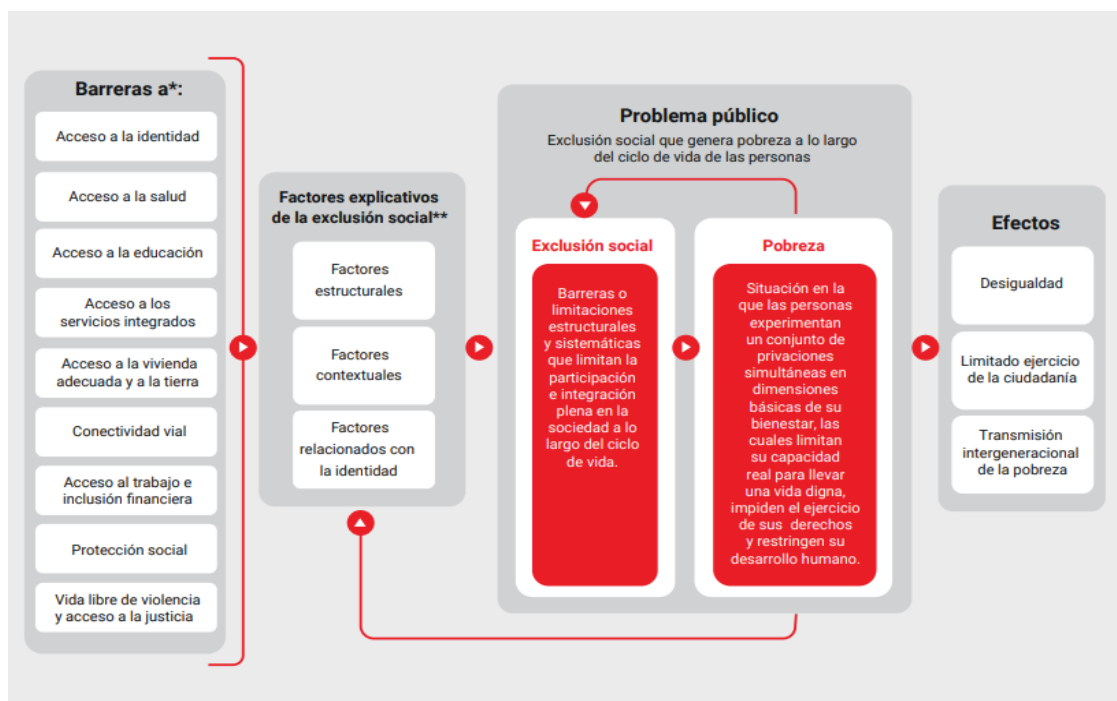 Barreras a*:
Acceso a la identidad
Acceso a la salud
Acceso a la educación
Acceso a los
servicios integrados
Acceso a la vivienda
adecuada y a la tierra
Conectividad vial
Acceso al trabajo e
inclusión financiera
Protección social
Vida libre de violencia
y acceso a la justicia
Factores explicativos
de la exclusión social**
Factores
estructurales
Factores
contextuales
Factores
relacionados con
la identidad
Problema público
Exclusión social que genera pobreza a lo largo
del ciclo de vida de las personas
Exclusión social
Barreras o
limitaciones
estructurales
y sistemáticas
que limitan la
participación
e integración
plena en la
sociedad a lo
largo del ciclo
de vida.
Pobreza
Situación en la
que las personas
experimentan
un conjunto de
privaciones
simultáneas en
dimensiones
básicas de su
bienestar, las
cuales limitan
su capacidad
real para llevar
una vida digna,
impiden el ejercicio
de sus derechos
y restringen su
desarrollo humano.
Efectos
Desigualdad
Limitado ejercicio
de la ciudadanía
Transmisión
intergeneracional
de la pobreza